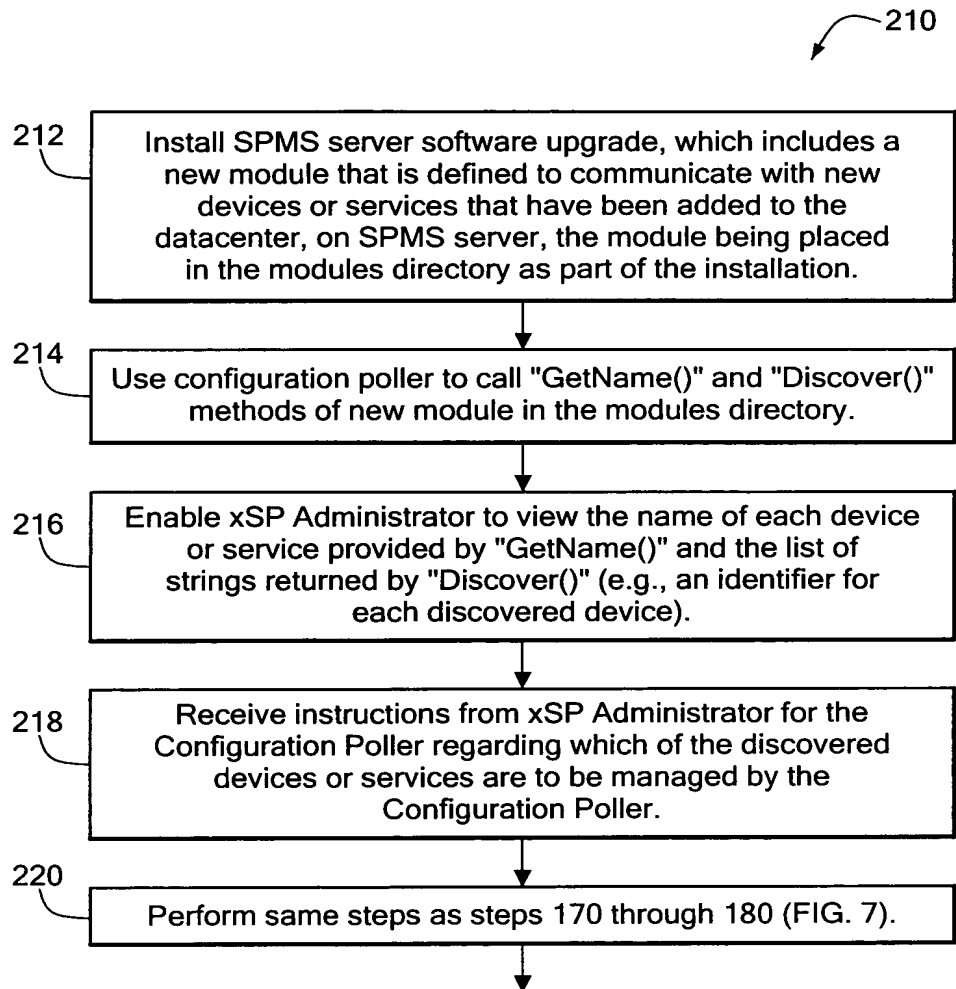 210
212
Install SPMS server software upgrade, which includes a
new module that is defined to communicate with new
devices or services that have been added to the
datacenter, on SPMS server, the module being placed
in the modules directory as part of the installation.
214
Use configuration poller to call "GetName()" and "Discover()"
methods of new module in the modules directory.
216
Enable xSP Administrator to view the name of each device
or service provided by "GetName()" and the list of
strings returned by "Discover()" (e.g., an identifier for
each discovered device).
218
Receive instructions from xSP Administrator for the
Configuration Poller regarding which of the discovered
devices or services are to be managed by the
Configuration Poller.
220
Perform same steps as steps 170 through 180 (FIG. 7).